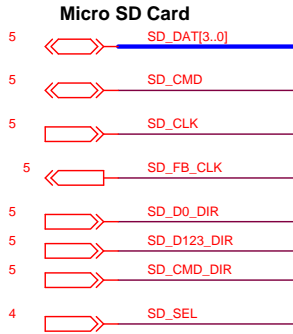 Micro SD Card
5 SD_DAT[3..0]
5 SD_CMD
5 SD_CLK
5 SD_FB_CLK
5 SD_D0_DIR
5 SD_D123_DIR
5 SD_CMD_DIR
4 SD_SEL